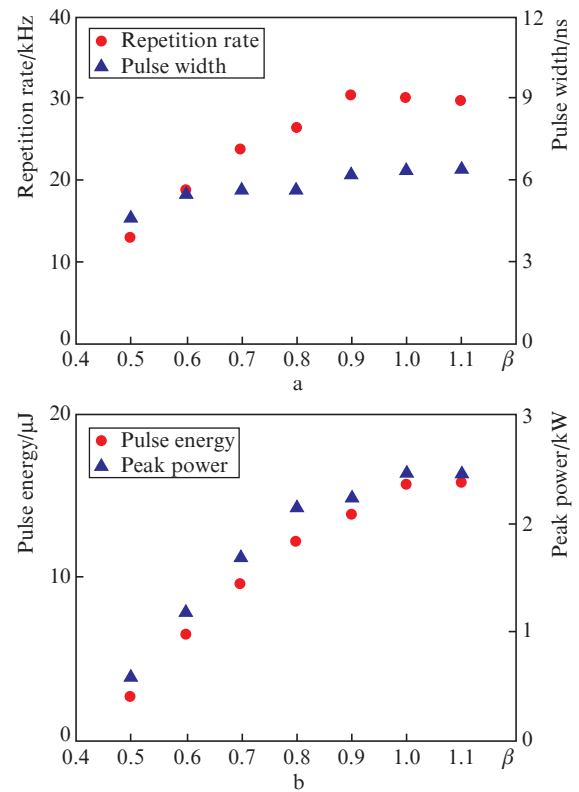 Repetition rate/kHz
40
30
20
10
0
Repetition rate
Pulse width
12
9
6
3
0
Pulse width/ns
0.4 0.5 0.6 0.7 0.8 0.9 1.0 1.1 β
a
Pulse energy/µJ
20
10
0
Pulse energy
Peak power
3
2
1
0
Peak power/kW
0.4 0.5 0.6 0.7 0.8 0.9 1.0 1.1 β
b